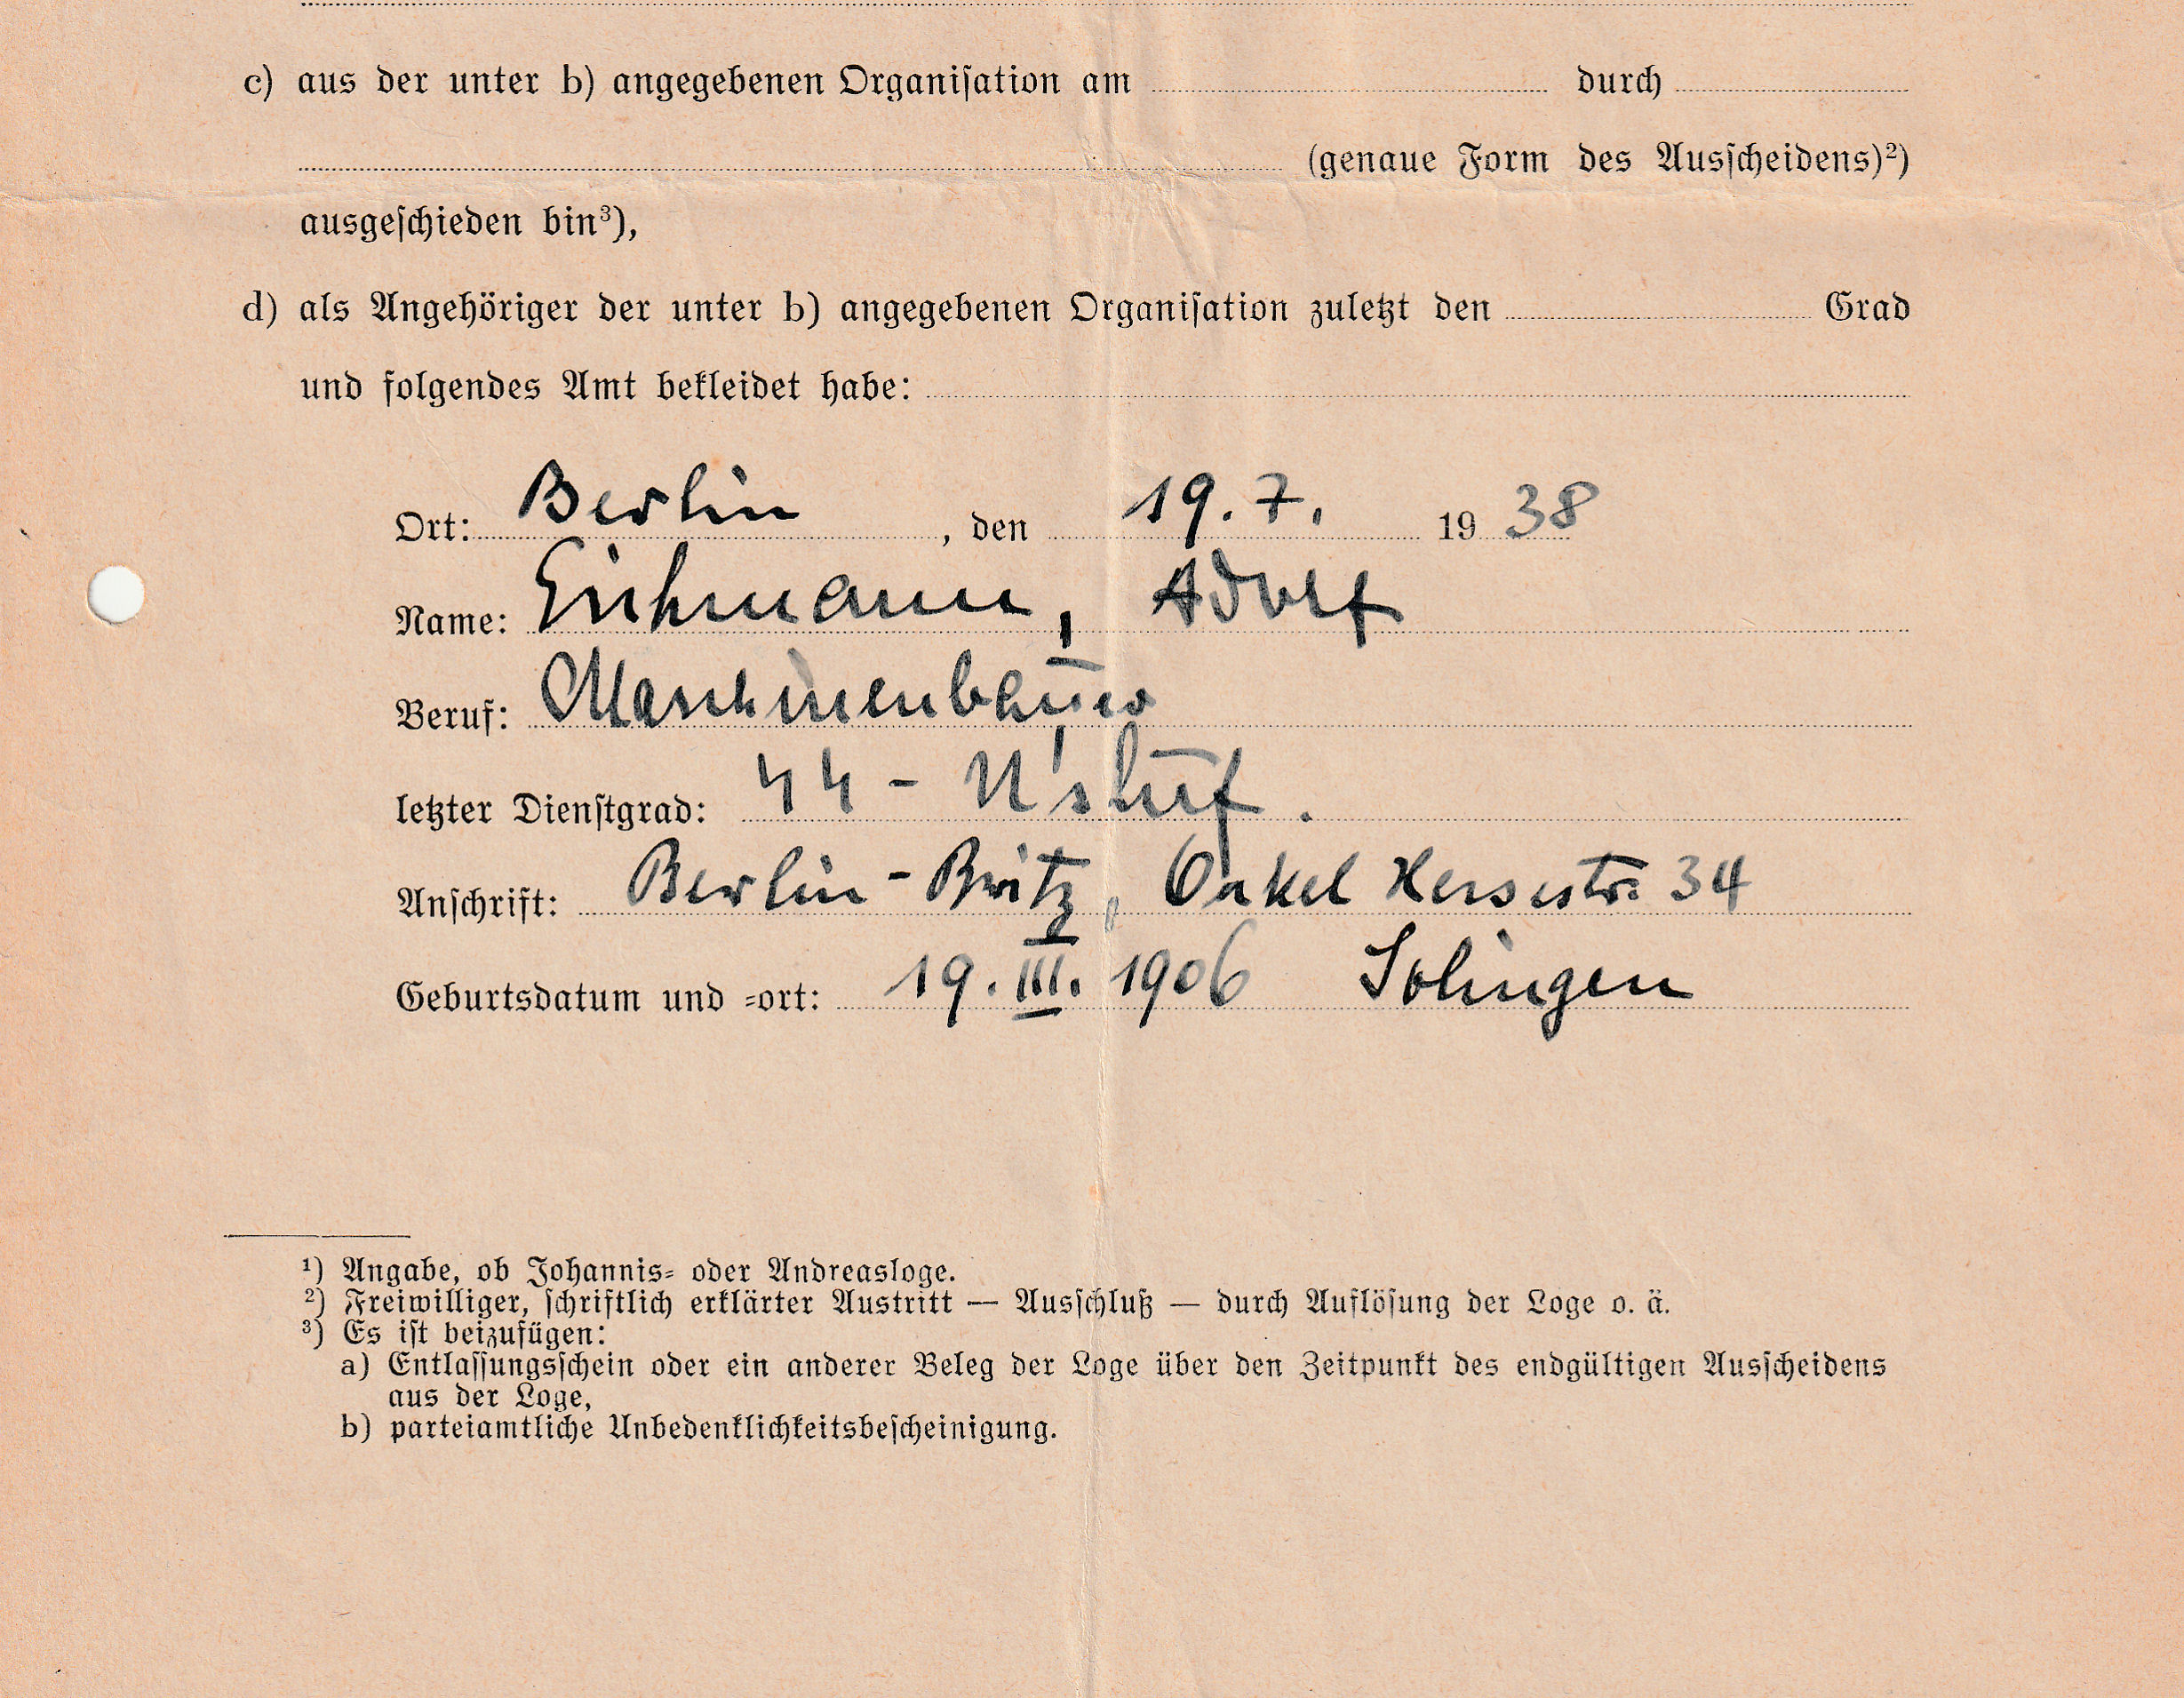 c) aus der unter b) angegebenen Organisation am durch
(genaue Form des Ausscheidens)²)
ausgeschieden bin³),
d) als Angehöriger der unter b) angegebenen Organisation zuletzt den Grad
und folgendes Amt bekleidet habe:
Ort: Berlin, den 19. 7. 1938
Name: Eichmann, Adolf
Beruf: Maschinenbauer
letzter Dienstgrad: SS - U'stuf.
Anschrift: Berlin - Britz, Onkel Hersestr. 34
Geburtsdatum und =ort: 19. III. 1906 Solingen
¹) Angabe, ob Johannis= oder Andreasloge.
²) Freiwilliger, schriftlich erklärter Austritt — Ausschluß — durch Auflösung der Loge o. ä.
³) Es ist beizufügen:
a) Entlassungsschein oder ein anderer Beleg der Loge über den Zeitpunkt des endgültigen Ausscheidens
aus der Loge,
b) parteiamtliche Unbedenklichkeitsbescheinigung.